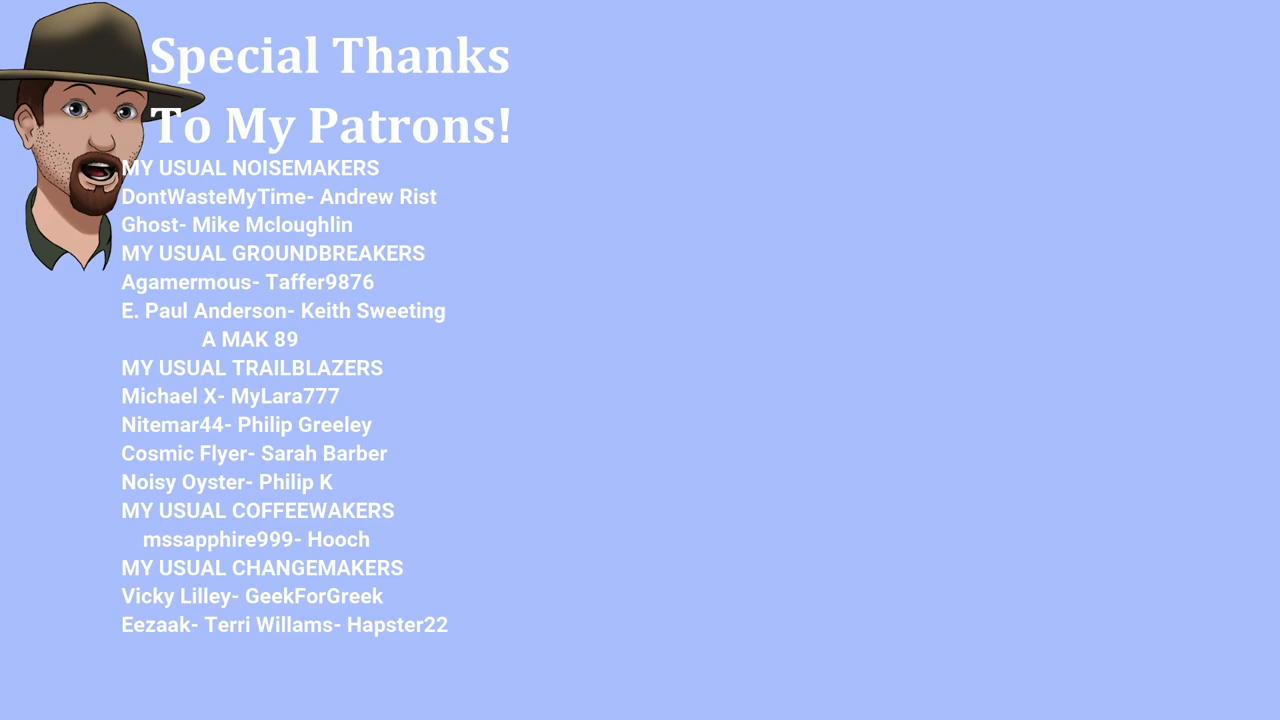 Special Thanks
To My Patrons!
MY USUAL NOISEMAKERS
DontWasteMyTime- Andrew Rist
Ghost- Mike Mcloughlin
MY USUAL GROUNDBREAKERS
Agamermous- Taffer9876
E. Paul Anderson- Keith Sweeting
A MAK 89
MY USUAL TRAILBLAZERS
Michael X- MyLara777
Nitemar44- Philip Greeley
Cosmic Flyer- Sarah Barber
Noisy Oyster- Philip K
MY USUAL COFFEEWAKERS
mssapphire999- Hooch
MY USUAL CHANGEMAKERS
Vicky Lilley- GeekForGreek
Eezaak- Terri Willams- Hapster22